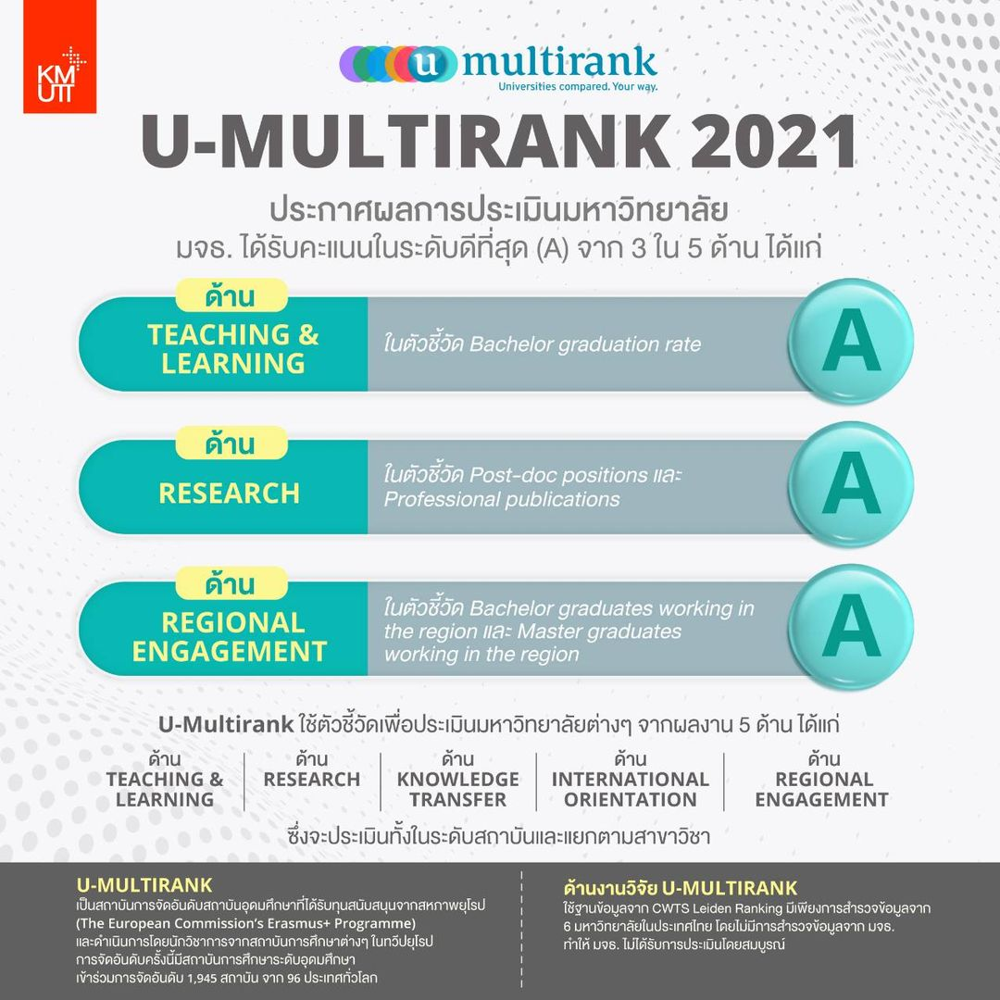 KM
UTT
u multirank
Universities compared. Your way.
U-MULTIRANK 2021
ประกาศผลการประเมินมหาวิทยาลัย
มจธ. ได้รับคะแนนในระดับดีที่สุด (A) จาก 3 ใน 5 ด้าน ได้แก่
ด้าน
TEACHING &
LEARNING
ในตัวชี้วัด Bachelor graduation rate
A
ด้าน
RESEARCH
ในตัวชี้วัด Post-doc positions และ
Professional publications
A
ด้าน
REGIONAL
ENGAGEMENT
ในตัวชี้วัด Bachelor graduates working in
the region และ Master graduates
working in the region
A
U-Multirank ใช้ตัวชี้วัดเพื่อประเมินมหาวิทยาลัยต่างๆ จากผลงาน 5 ด้าน ได้แก่
ด้าน
TEACHING &
LEARNING
ด้าน
RESEARCH
ด้าน
KNOWLEDGE
TRANSFER
ด้าน
INTERNATIONAL
ORIENTATION
ด้าน
REGIONAL
ENGAGEMENT
ซึ่งจะประเมินทั้งในระดับสถาบันและแยกตามสาขาวิชา
U-MULTIRANK
เป็นสถาบันการจัดอันดับสถาบันอุดมศึกษาที่ได้รับทุนสนับสนุนจากสหภาพยุโรป
(The European Commission's Erasmus+ Programme)
และดำเนินการโดยนักวิชาการจากสถาบันการศึกษาต่างๆ ในทวีปยุโรป
การจัดอันดับครั้งนี้มีสถาบันการศึกษาระดับอุดมศึกษา
เข้าร่วมการจัดอันดับ 1,945 สถาบัน จาก 96 ประเทศทั่วโลก
ด้านงานวิจัย U-MULTIRANK
ใช้ฐานข้อมูลจาก CWTS Leiden Ranking มีเพียงการสำรวจข้อมูลจาก
6 มหาวิทยาลัยในประเทศไทย โดยไม่มีการสำรวจข้อมูลจาก มจธ.
ทำให้ มจธ. ไม่ได้รับการประเมินโดยสมบูรณ์